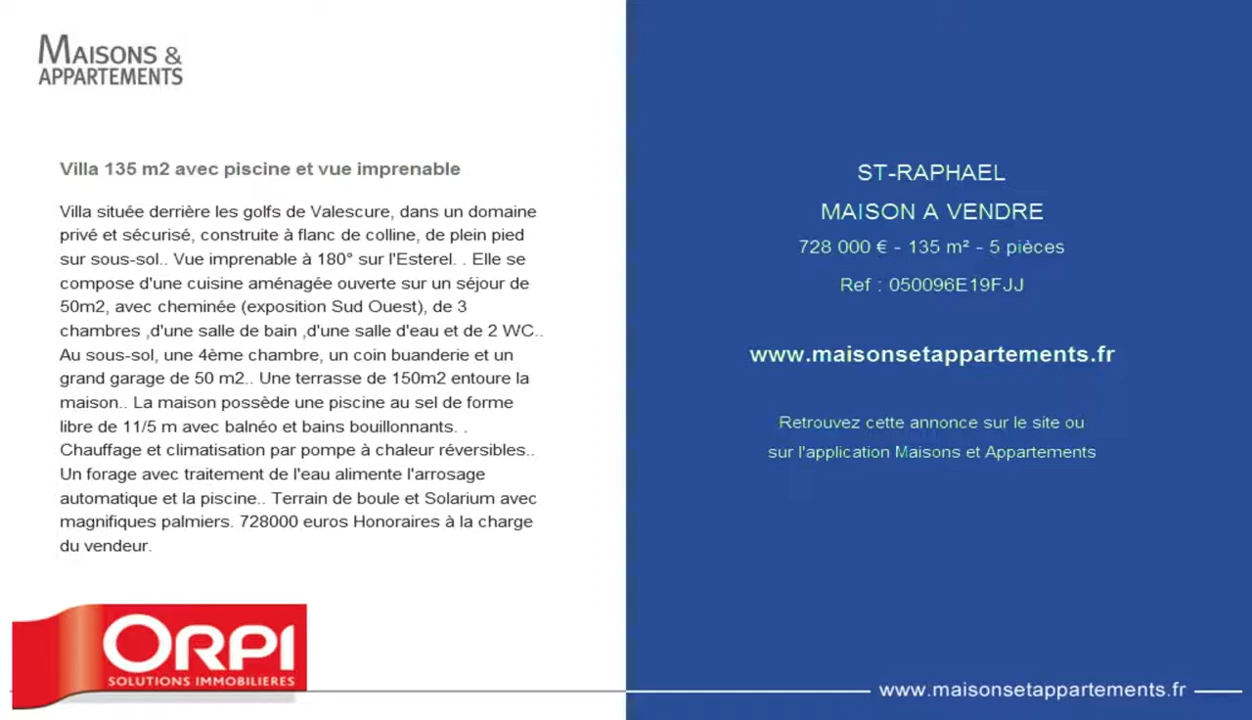 MAISONS &
APPARTEMENTS
Villa 135 m2 avec piscine et vue imprenable
Villa située derrière les golfs de Valescure, dans un domaine
privé et sécurisé, construite à flanc de colline, de plein pied
sur sous-sol.. Vue imprenable à 180° sur l'Esterel. . Elle se
compose d'une cuisine aménagée ouverte sur un séjour de
50m2, avec cheminée (exposition Sud Ouest), de 3
chambres ,d'une salle de bain ,d'une salle d'eau et de 2 WC..
Au sous-sol, une 4ème chambre, un coin buanderie et un
grand garage de 50 m2.. Une terrasse de 150m2 entoure la
maison.. La maison possède une piscine au sel de forme
libre de 11/5 m avec balnéo et bains bouillonnants. .
Chauffage et climatisation par pompe à chaleur réversibles..
Un forage avec traitement de l'eau alimente l'arrosage
automatique et la piscine.. Terrain de boule et Solarium avec
magnifiques palmiers. 728000 euros Honoraires à la charge
du vendeur.
ORPI
SOLUTIONS IMMOBILIERES
ST-RAPHAEL
MAISON A VENDRE
728 000 € - 135 m² - 5 pièces
Ref : 050096E19FJJ
www.maisonsetappartements.fr
Retrouvez cette annonce sur le site ou
sur l'application Maisons et Appartements
www.maisonsetappartements.fr